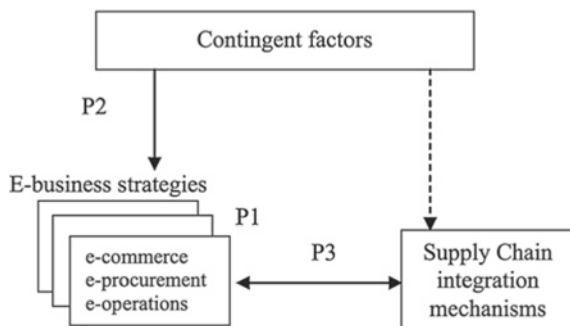 Contingent factors
P2
E-business strategies
P1
e-commerce
e-procurement
e-operations
P3
Supply Chain
integration
mechanisms